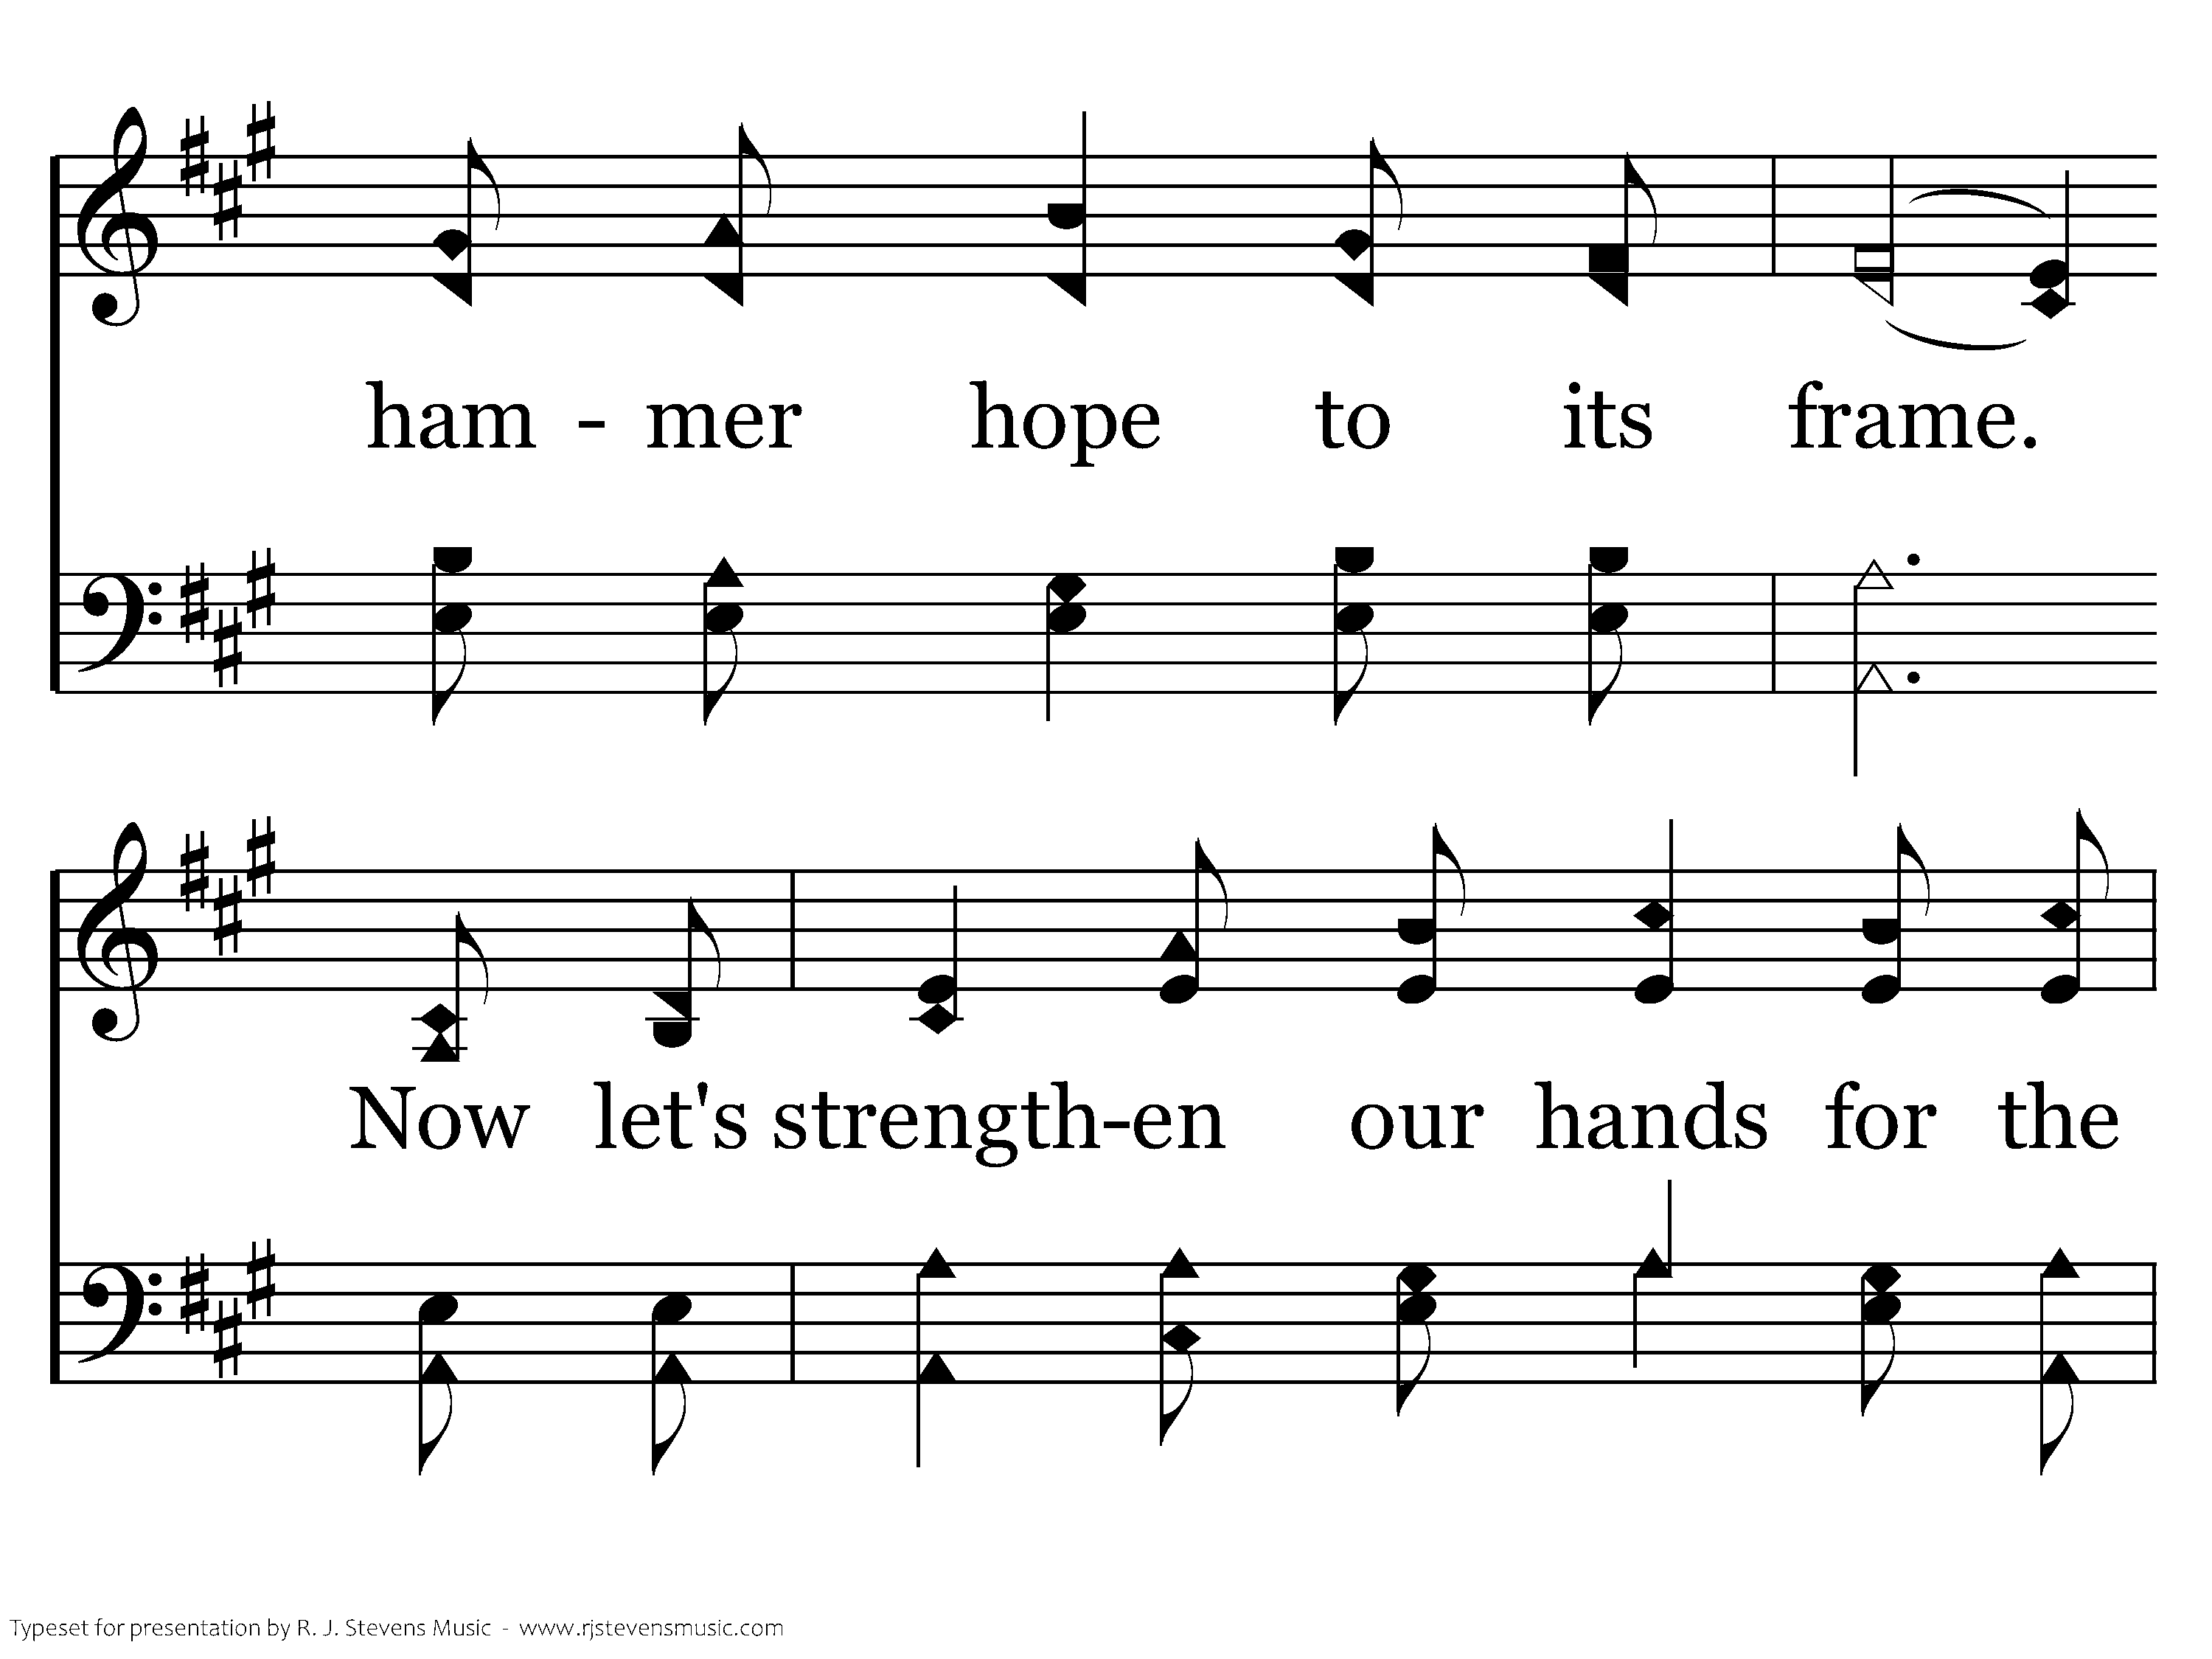 ham - mer hope to its frame.
Now let's strength-en our hands for the
Typeset for presentation by R. J. Stevens Music - www.rjstevensmusic.com